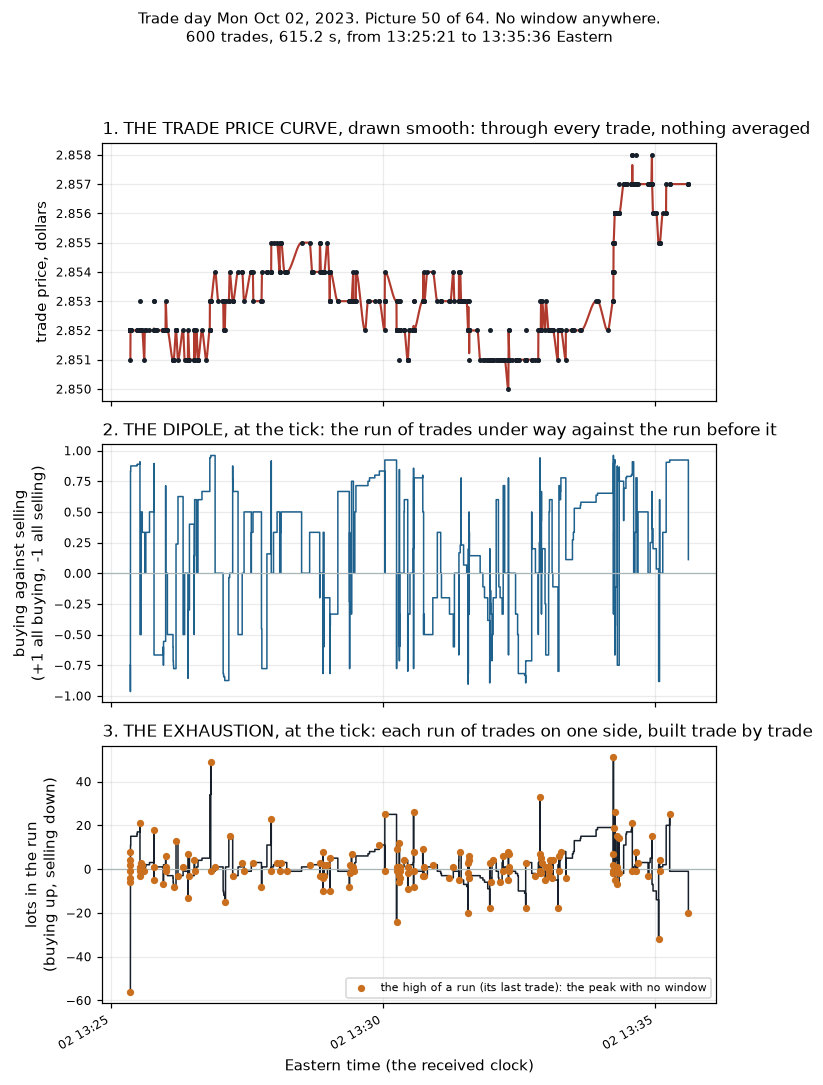 Trade day Mon Oct 02, 2023. Picture 50 of 64. No window anywhere.
600 trades, 615.2 s, from 13:25:21 to 13:35:36 Eastern
1. THE TRADE PRICE CURVE, drawn smooth: through every trade, nothing averaged
trade price, dollars
2.858
2.857
2.856
2.855
2.854
2.853
2.852
2.851
2.850
2. THE DIPOLE, at the tick: the run of trades under way against the run before it
buying against selling
(+1 all buying, -1 all selling)
1.00
0.75
0.50
0.25
0.00
−0.25
−0.50
−0.75
−1.00
3. THE EXHAUSTION, at the tick: each run of trades on one side, built trade by trade
lots in the run
(buying up, selling down)
40
20
0
−20
−40
−60
the high of a run (its last trade): the peak with no window
02 13:25
02 13:30
02 13:35
Eastern time (the received clock)